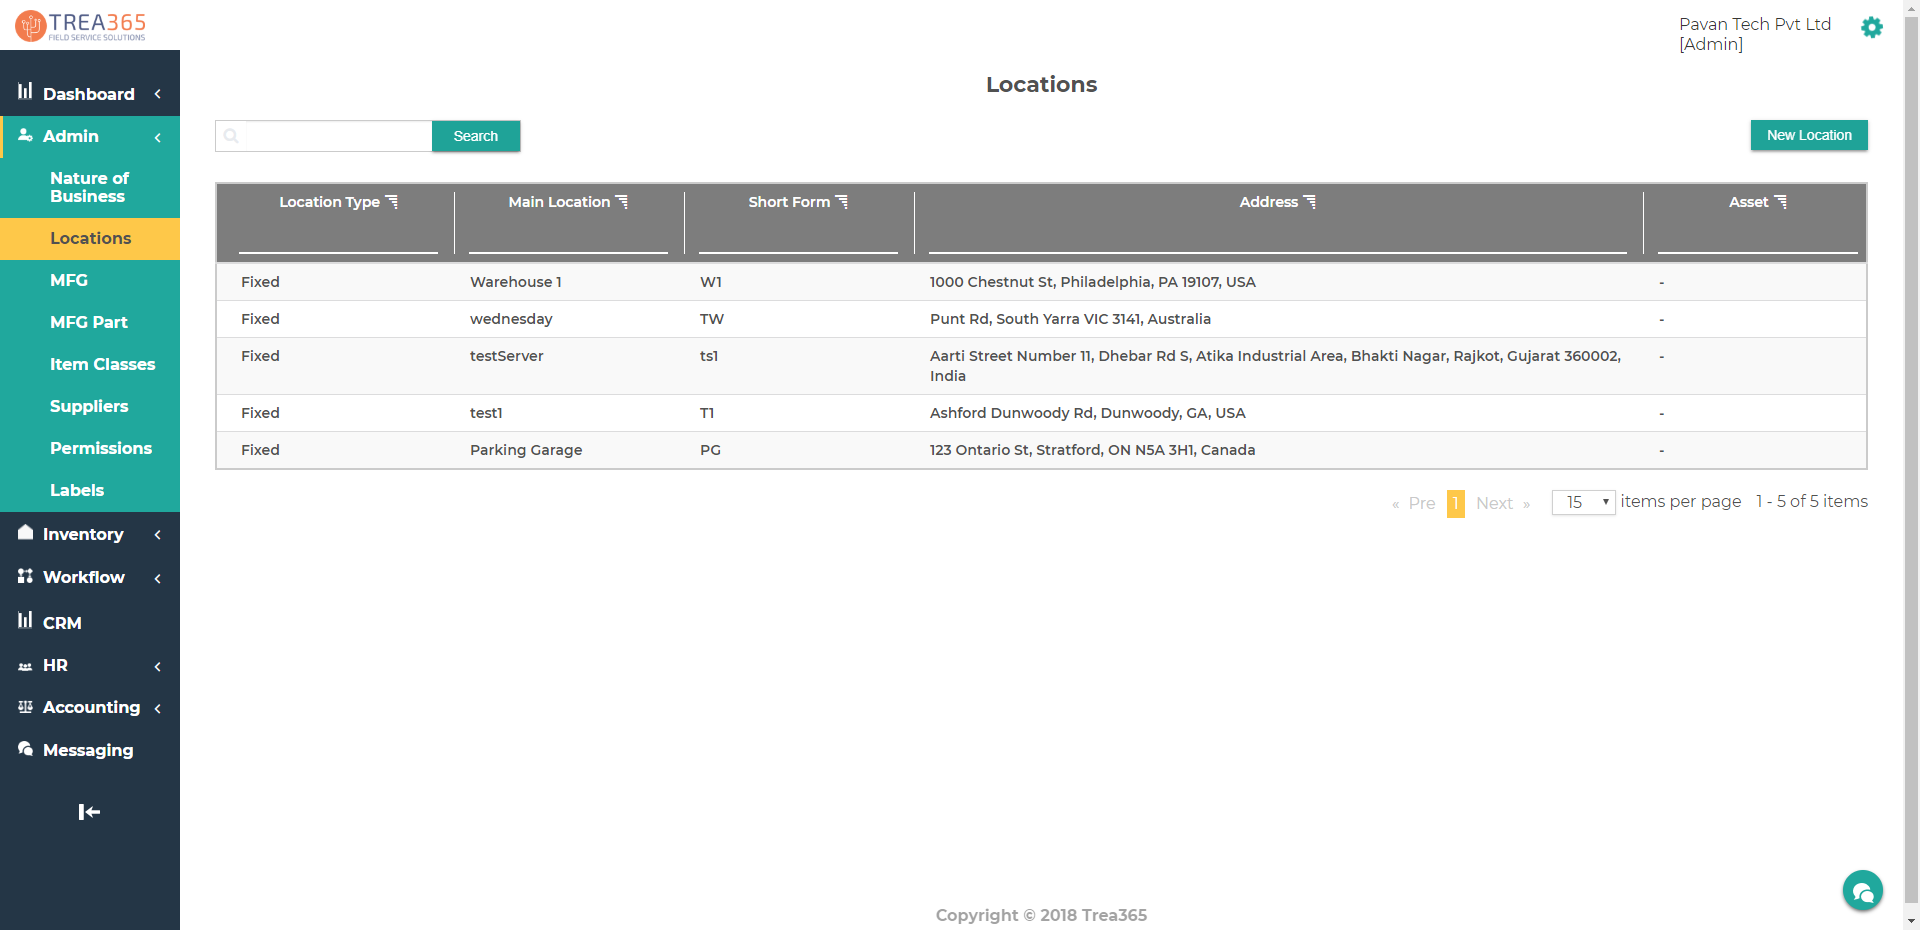 TREA365
FIELD SERVICE SOLUTIONS
Pavan Tech Pvt Ltd
[Admin]
Dashboard
Admin
Nature of
Business
Locations
MFG
MFG Part
Item Classes
Suppliers
Permissions
Labels
Inventory
Workflow
CRM
HR
Accounting
Messaging
Locations
Search
New Location
Location Type Main Location Short Form Address Asset
Fixed Warehouse 1 W1 1000 Chestnut St, Philadelphia, PA 19107, USA -
Fixed wednesday TW Punt Rd, South Yarra VIC 3141, Australia -
Fixed testServer ts1 Aarti Street Number 11, Dhebar Rd S, Atika Industrial Area, Bhakti Nagar, Rajkot, Gujarat 360002, -
India
Fixed test1 T1 Ashford Dunwoody Rd, Dunwoody, GA, USA -
Fixed Parking Garage PG 123 Ontario St, Stratford, ON N5A 3H1, Canada -
« Pre 1 Next » 15 items per page 1 - 5 of 5 items
Copyright © 2018 Trea365